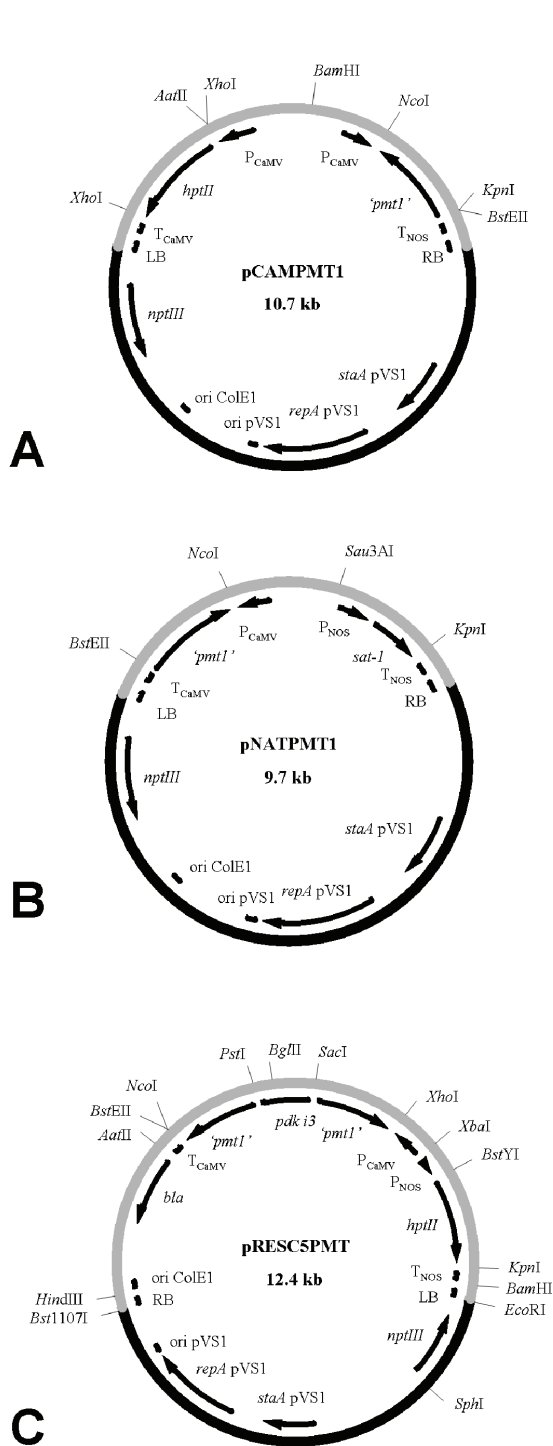 XhoI
BamHI
AatII
NcoI
PCaMV
PCaMV
XhoI
hptII
‘pmt1’
KpnI
BstEII
TCaMV
TNOS
LB
RB
pCAMPMT1
10.7 kb
nptIII
staA pVS1
ori ColE1
repA pVS1
ori pVS1
A
NcoI
Sau3AI
PCaMV
PNOS
KpnI
BstEII
‘pmt1’
sat-1
TCaMV
TNOS
LB
RB
pNATPMT1
9.7 kb
nptIII
staA pVS1
ori ColE1
repA pVS1
ori pVS1
B
PstI
BglII
SacI
NcoI
XhoI
BstEII
pdk i3
AatII
‘pmt1’
‘pmt1’
XbaI
TCaMV
PCaMV
BstYI
PNOS
bla
hptII
pRESC5PMT
12.4 kb
ori ColE1
TNOS
KpnI
HindIII
RB
LB
BamHI
Bst1107I
EcoRI
ori pVS1
nptIII
repA pVS1
staA pVS1
SphI
C